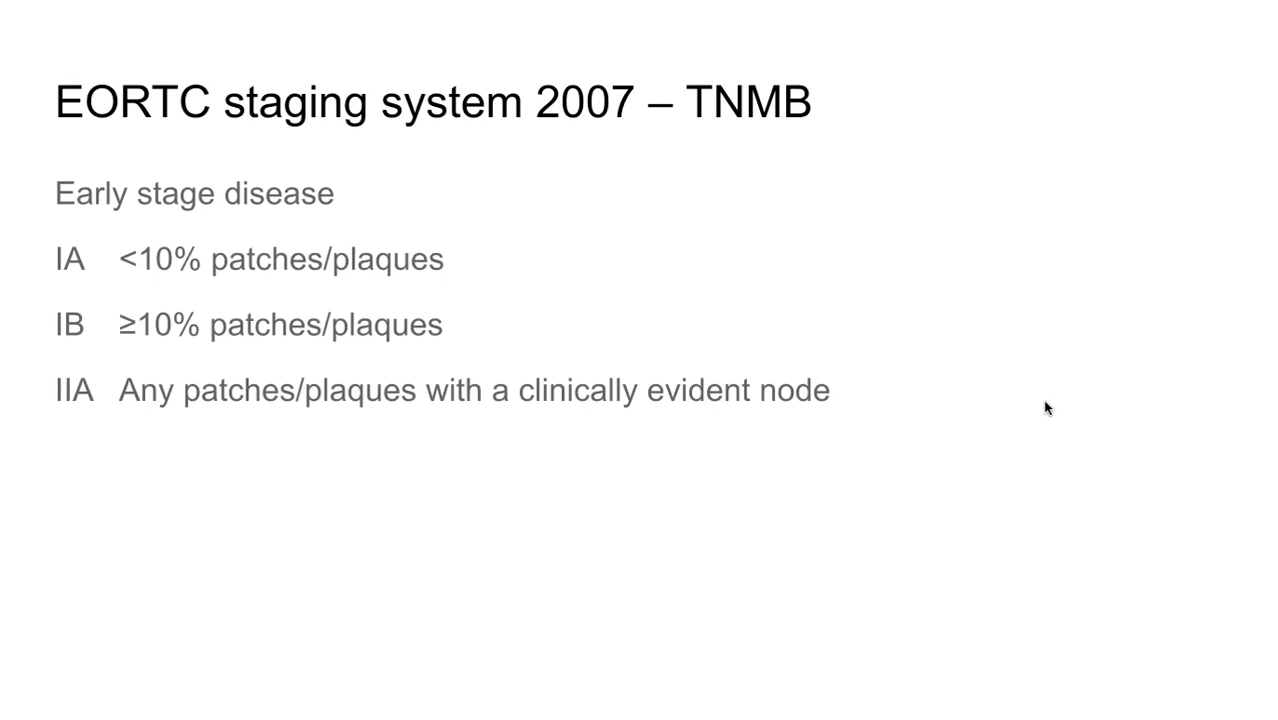 EORTC staging system 2007 – TNMB
Early stage disease
IA <10% patches/plaques
IB ≥10% patches/plaques
IIA Any patches/plaques with a clinically evident node